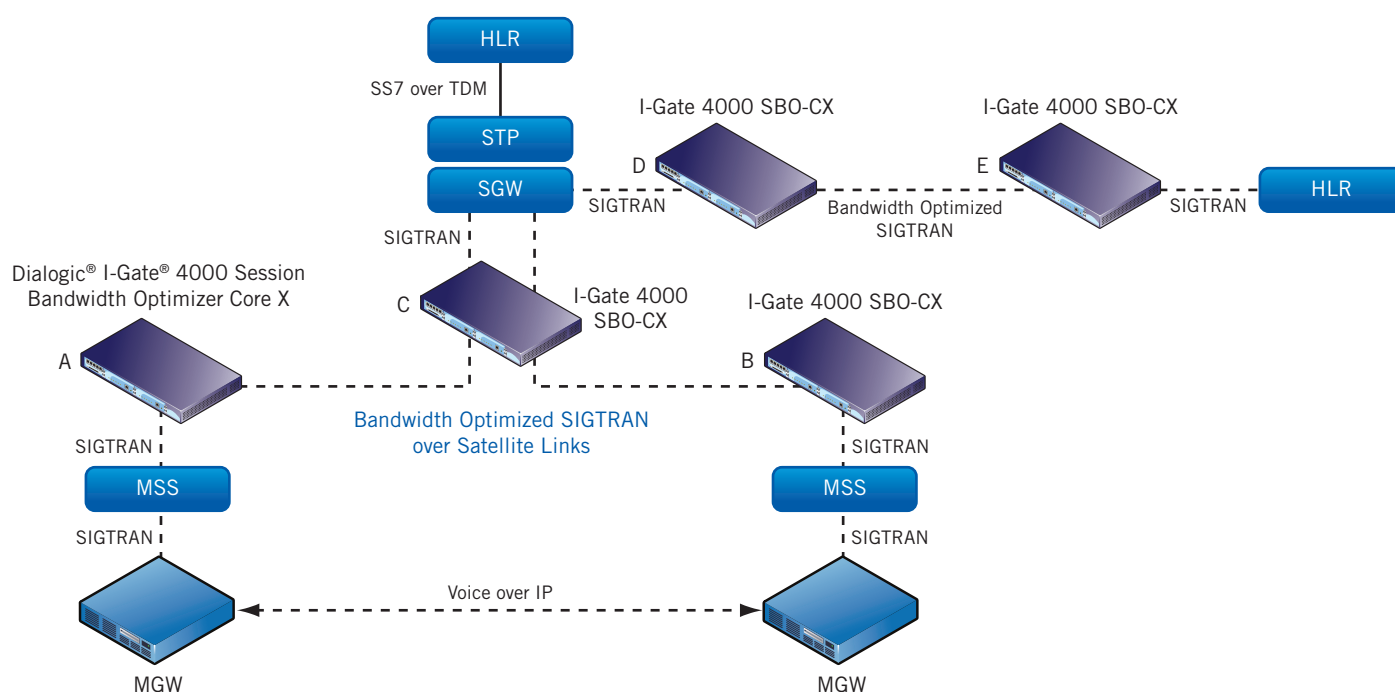 HLR
SS7 over TDM
STP
SGW
I-Gate 4000 SBO-CX
I-Gate 4000 SBO-CX
D
E
SIGTRAN
Bandwidth Optimized
SIGTRAN
SIGTRAN
HLR
SIGTRAN
Dialogic® I-Gate® 4000 Session
Bandwidth Optimizer Core X
A
C
I-Gate 4000
SBO-CX
I-Gate 4000 SBO-CX
B
Bandwidth Optimized SIGTRAN
over Satellite Links
SIGTRAN
SIGTRAN
MSS
MSS
SIGTRAN
SIGTRAN
Voice over IP
MGW
MGW